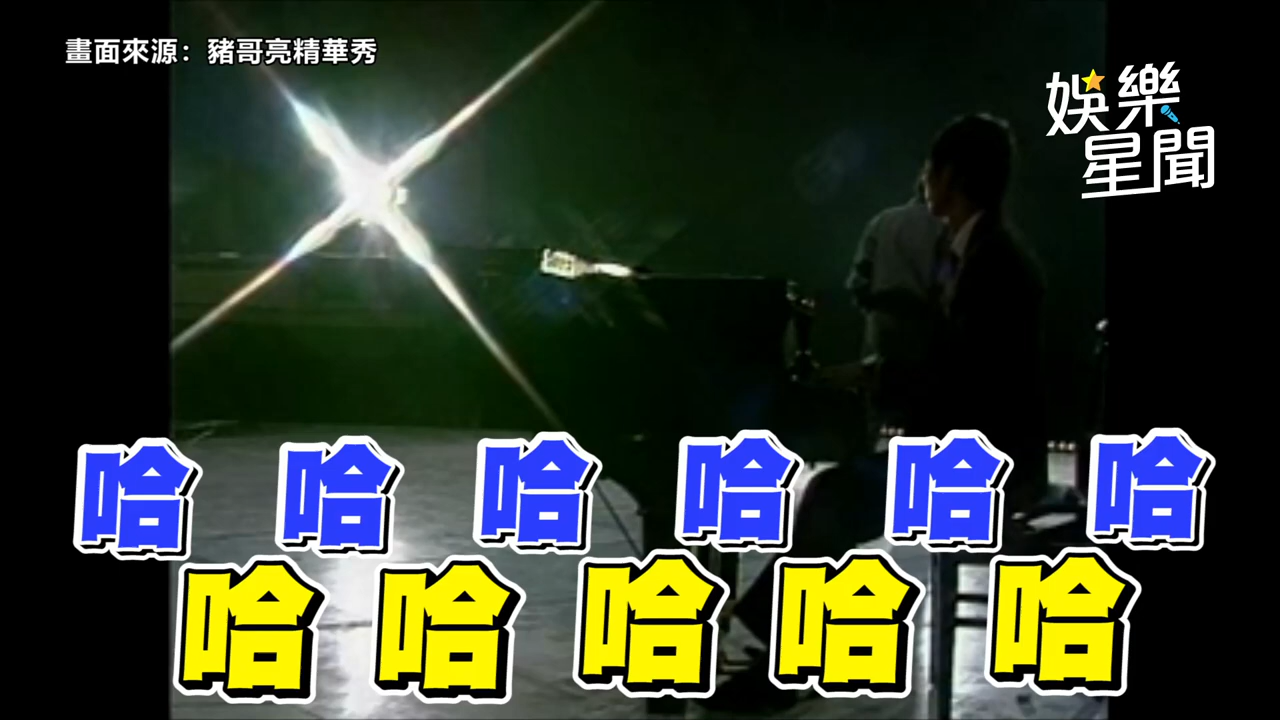 畫面來源：豬哥亮精華秀
娛樂
星聞
哈 哈 哈 哈 哈 哈
哈 哈 哈 哈 哈